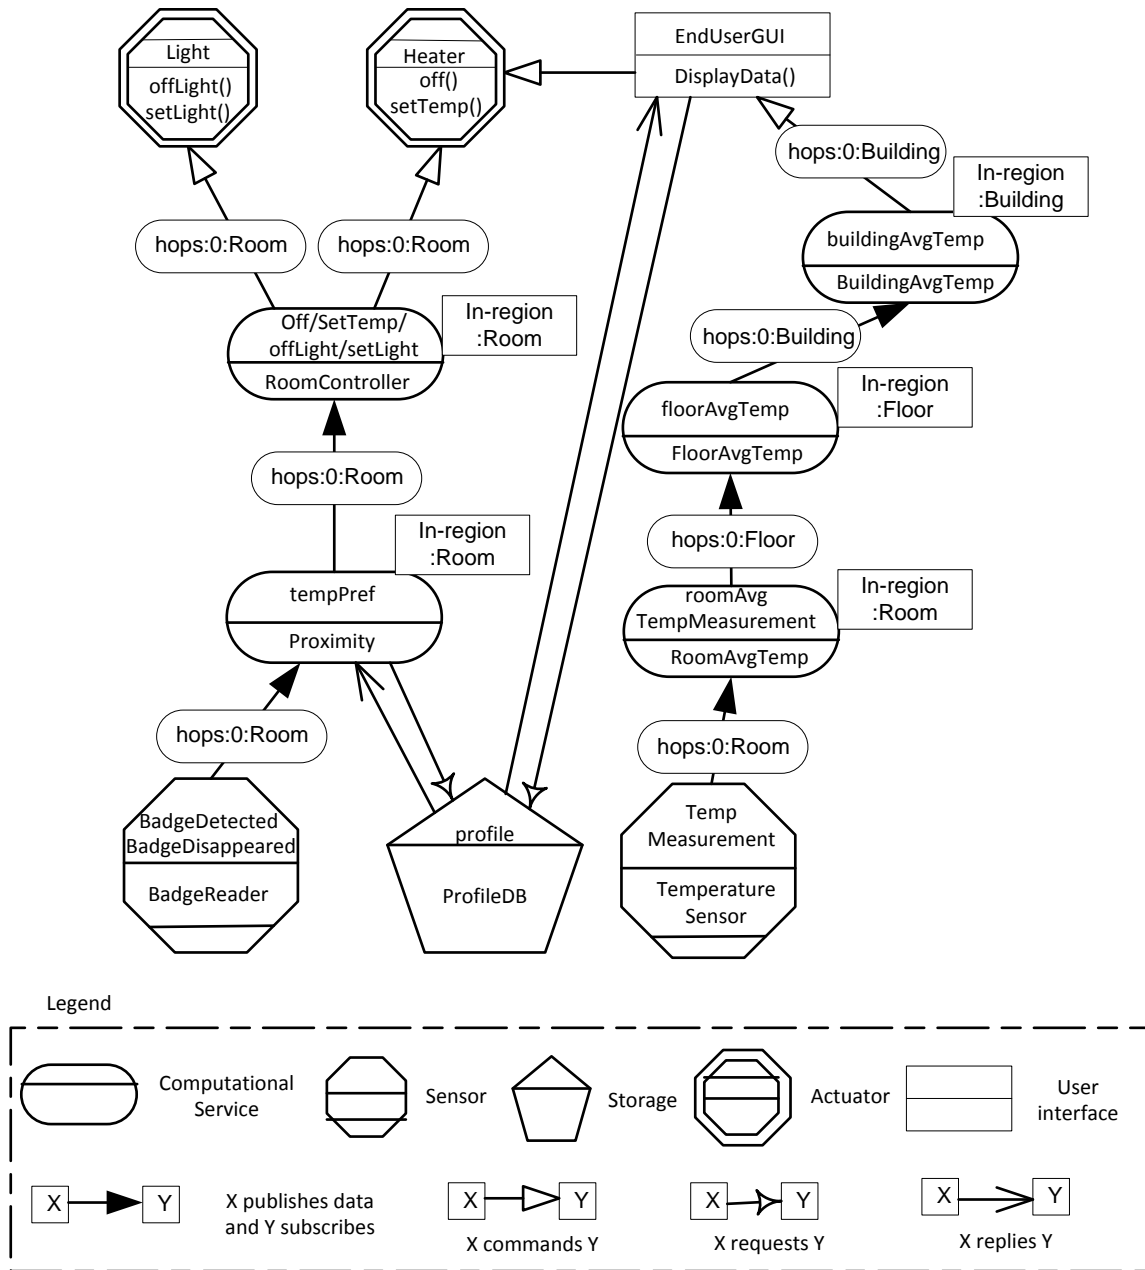 Light
offLight()
setLight()
Heater
off()
setTemp()
EndUserGUI
DisplayData()
hops:0:Building
In-region
:Building
buildingAvgTemp
BuildingAvgTemp
hops:0:Room
hops:0:Room
In-region
:Room
Off/SetTemp/
offLight/setLight
RoomController
hops:0:Building
In-region
:Floor
floorAvgTemp
FloorAvgTemp
hops:0:Room
hops:0:Floor
In-region
:Room
tempPref
Proximity
In-region
:Room
roomAvg
TempMeasurement
RoomAvgTemp
hops:0:Room
hops:0:Room
BadgeDetected
BadgeDisappeared
BadgeReader
profile
ProfileDB
Temp
Measurement
Temperature
Sensor
Legend
Computational
Service
Sensor
Storage
Actuator
User
interface
X Y
X publishes data
and Y subscribes
X Y
X commands Y
X Y
X requests Y
X Y
X replies Y